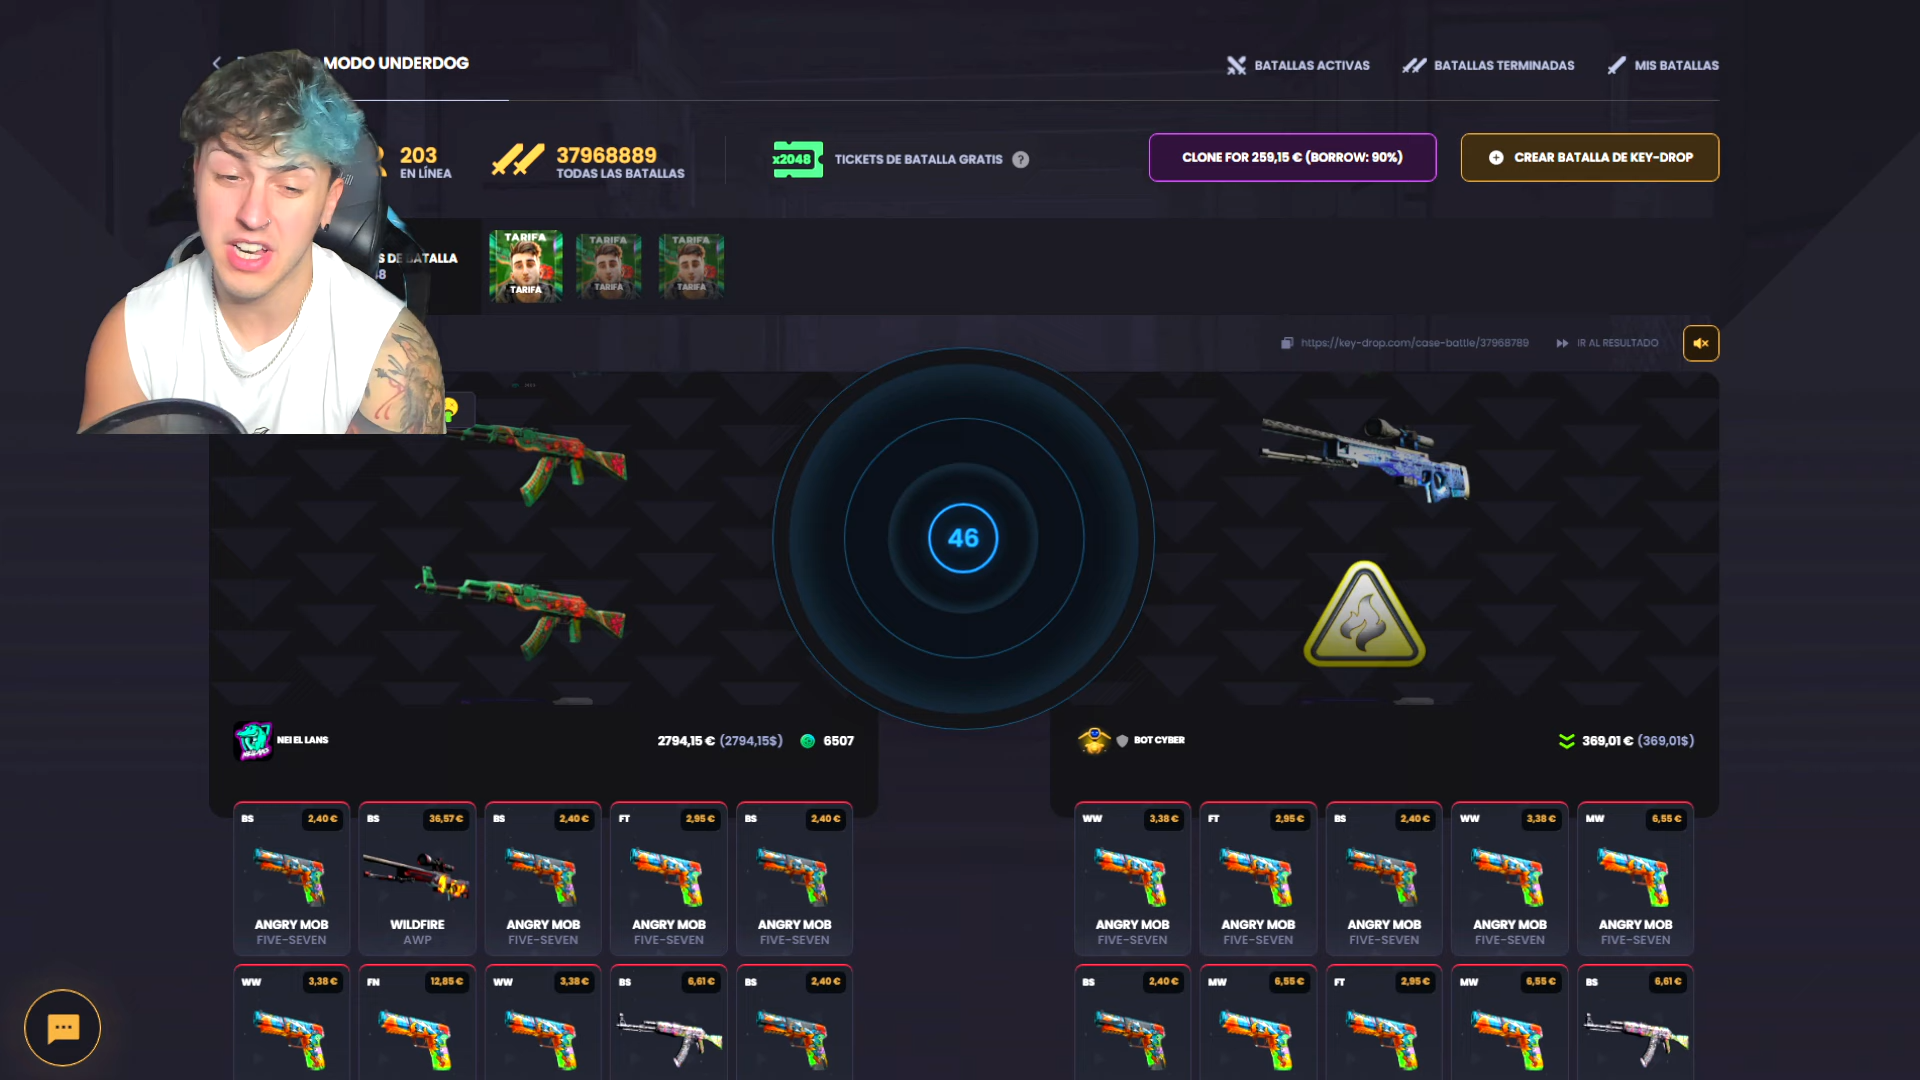 MODO UNDERDOG
BATALLAS ACTIVAS
BATALLAS TERMINADAS
MIS BATALLAS
203
EN LÍNEA
37968889
TODAS LAS BATALLAS
x2048
TICKETS DE BATALLA GRATIS
?
CLONE FOR 259,15 € (BORROW: 90%)
CREAR BATALLA DE KEY-DROP
S DE BATALLA
TARIFA
TARIFA
TARIFA
TARIFA
TARIFA
TARIFA
https://key-drop.com/case-battle/37968789
IR AL RESULTADO
46
NEI EL LANS
2794,15 € (2794,15$)
6507
BOT CYBER
369,01 € (369,01$)
BS 2,40 €
BS 36,57 €
BS 2,40 €
FT 2,95 €
BS 2,40 €
WW 3,38 €
FT 2,95 €
BS 2,40 €
WW 3,38 €
MW 6,55 €
ANGRY MOB
FIVE-SEVEN
WILDFIRE
AWP
ANGRY MOB
FIVE-SEVEN
ANGRY MOB
FIVE-SEVEN
ANGRY MOB
FIVE-SEVEN
ANGRY MOB
FIVE-SEVEN
ANGRY MOB
FIVE-SEVEN
ANGRY MOB
FIVE-SEVEN
ANGRY MOB
FIVE-SEVEN
ANGRY MOB
FIVE-SEVEN
WW 3,38 €
FN 12,85 €
WW 3,38 €
BS 6,61 €
BS 2,40 €
BS 2,40 €
MW 6,55 €
FT 2,95 €
MW 6,55 €
BS 6,61 €